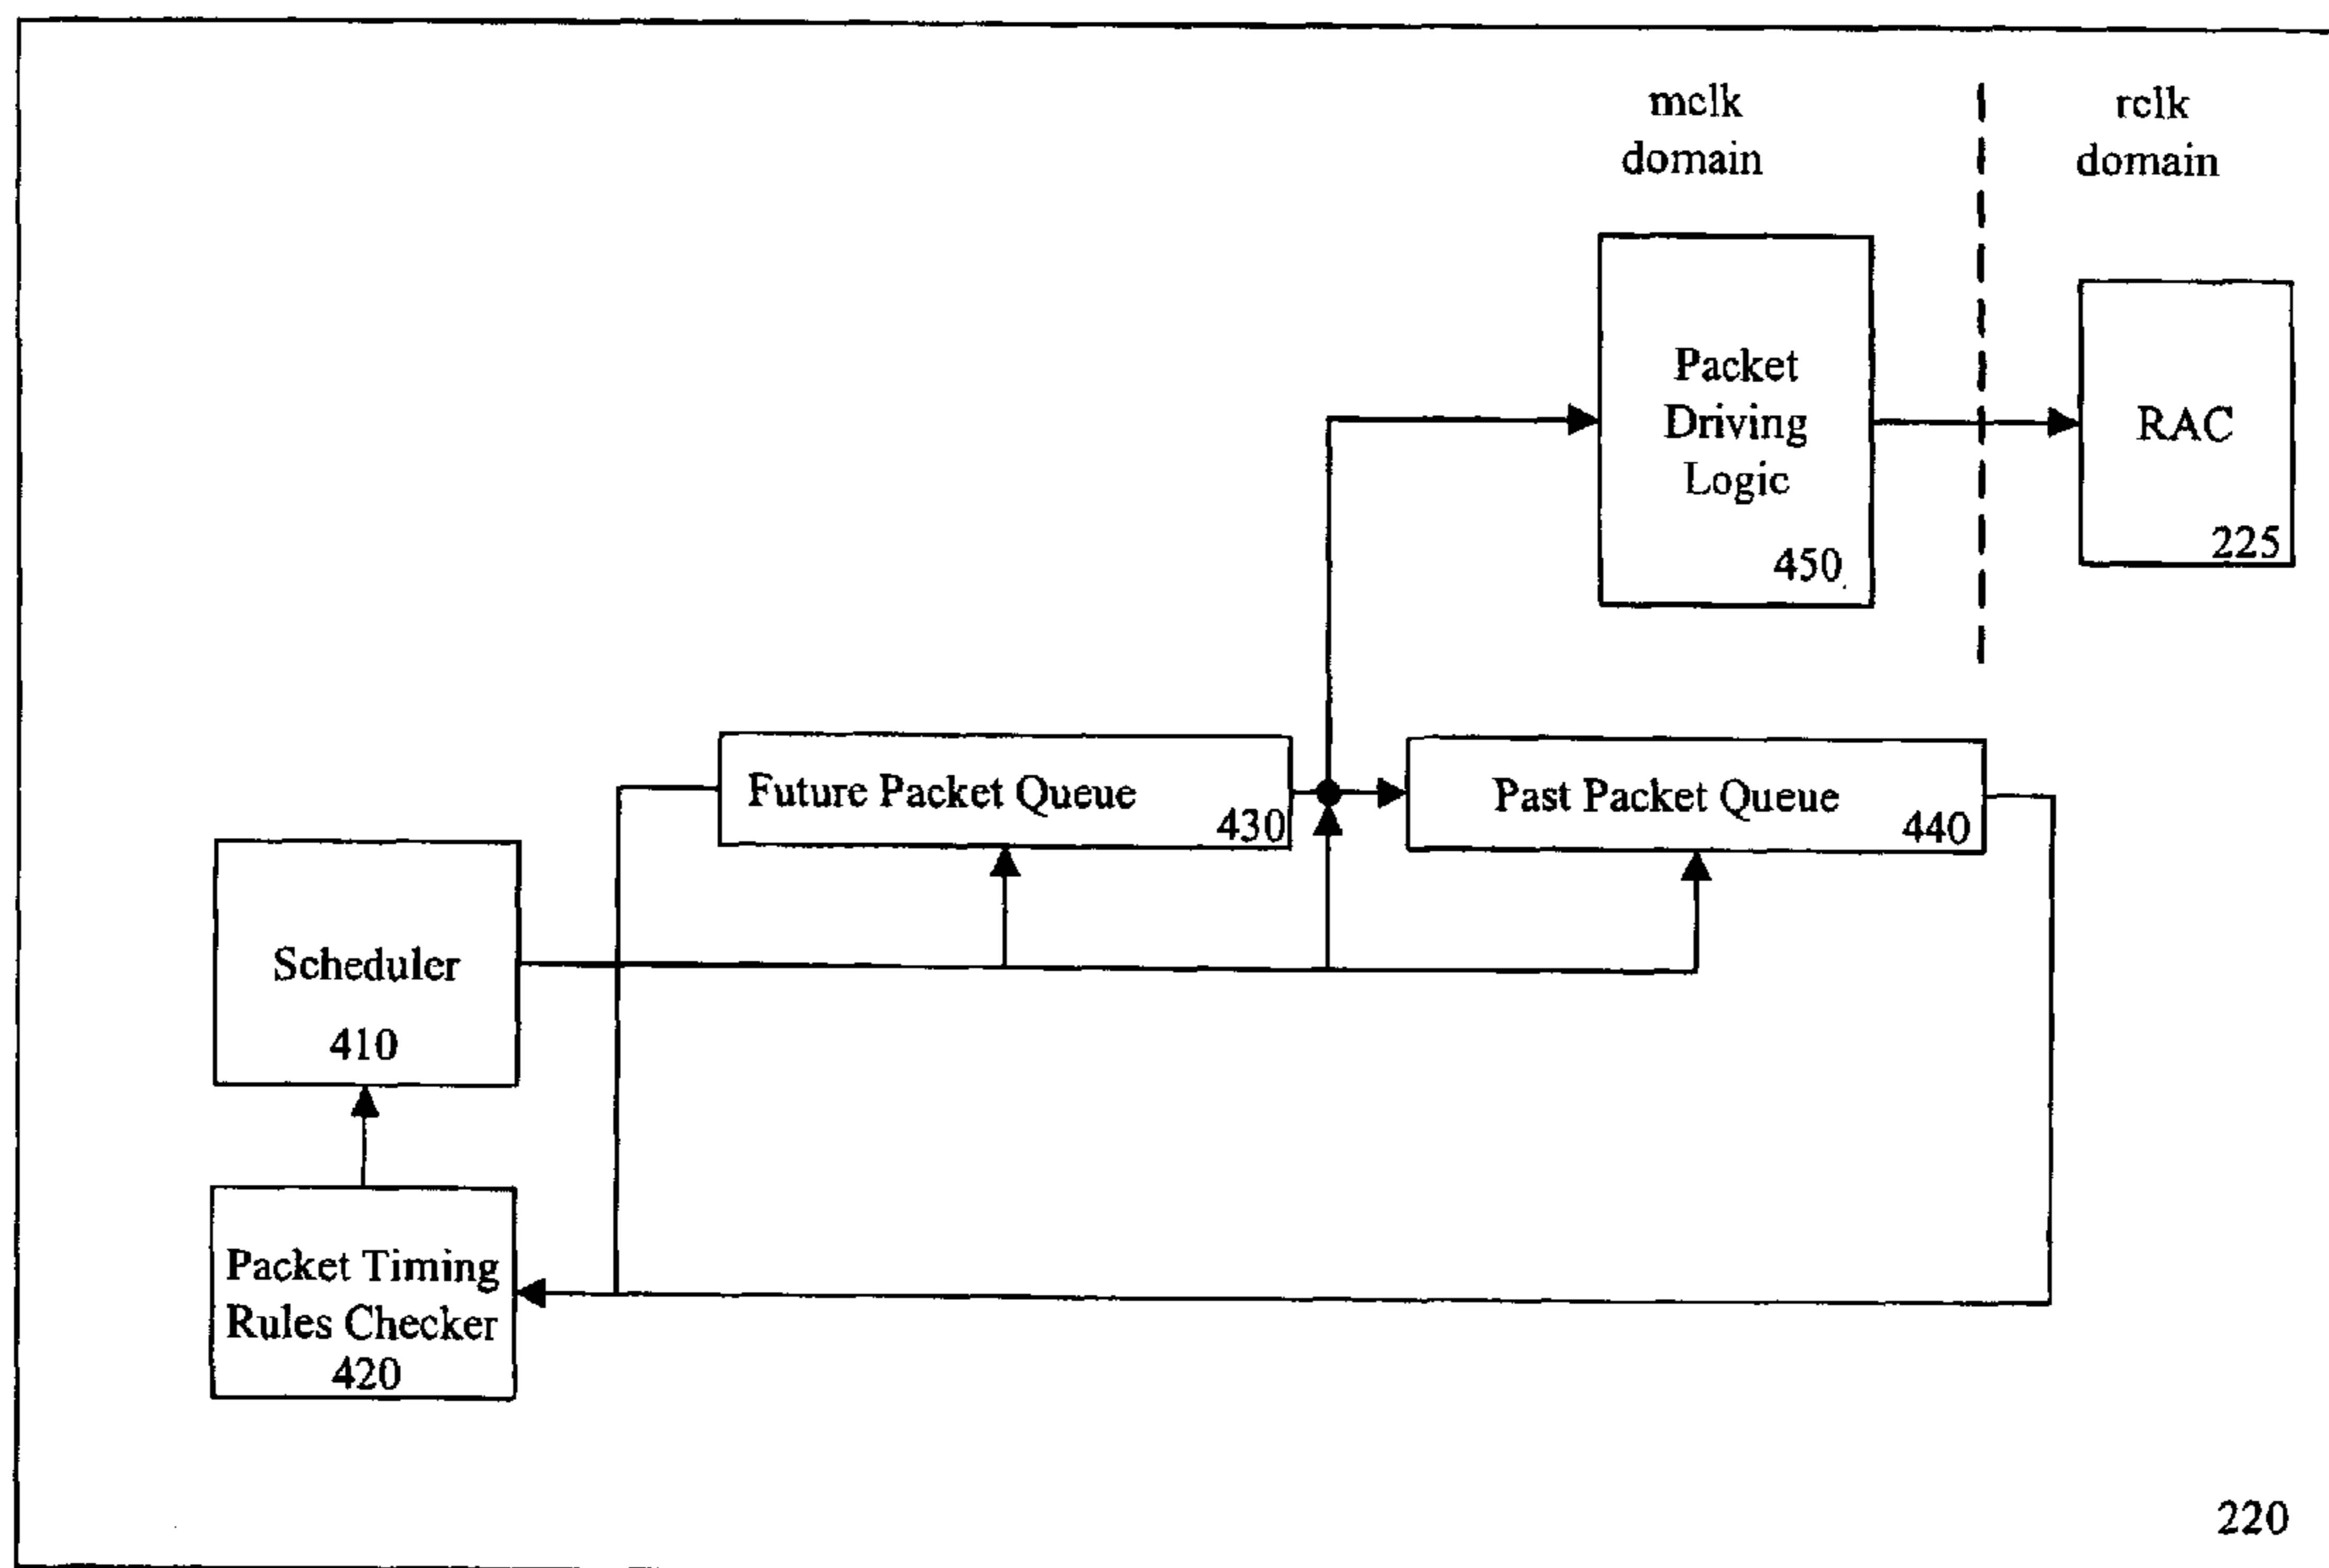 mclk
domain
rclk
domain
Packet
Driving
Logic
450
RAC
225
Future Packet Queue
430
Past Packet Queue
440
Scheduler
410
Packet Timing
Rules Checker
420
220